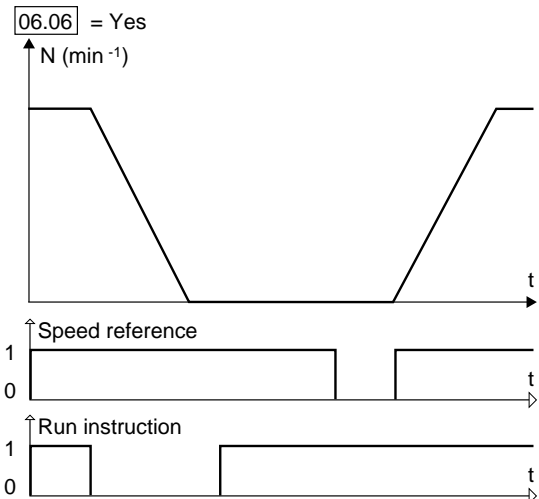 06.06 = Yes
N (min -1)
t
Speed reference
1
0
t
Run instruction
1
0
t